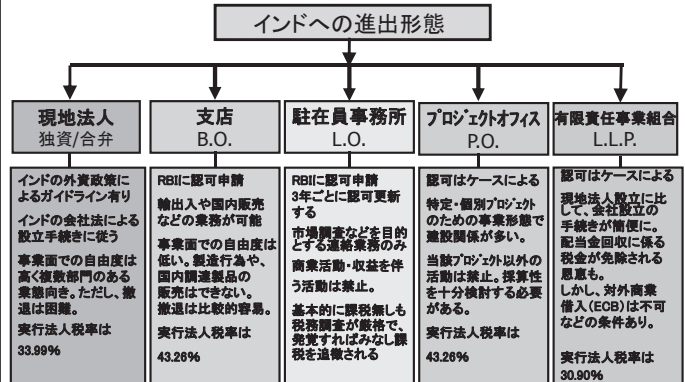 インドへの進出形態
現地法人
独資/合弁
支店
B.O.
駐在員事務所
L.O.
プロジェクトオフィス
P.O.
有限責任事業組合
L.L.P.
インドの外資政策に
よるガイドライン有り
インドの会社法による
設立手続きに従う
事業面での自由度は
高く複数部門のある
業態向き。ただし、撤
退は困難。
実行法人税率は
33.99%
RBIに認可申請
輸出入や国内販売
などの業務が可能
事業面での自由度は
低い。製造行為や、
国内調達製品の
販売はできない。
撤退は比較的容易。
実行法人税率は
43.26%
RBIに認可申請
3年ごとに認可更新
する
市場調査などを目的
とする連絡業務のみ
商業活動・収益を伴
う活動は禁止。
基本的に課税無しも
税務調査が厳格で、
発覚すればみなし課
税を追徴される
認可はケースによる
特定・個別プロジェクト
のための事業形態で
建設関係が多い。
当該プロジェクト以外の
活動は禁止。採算性
を十分検討する必要
がある。
実行法人税率は
43.26%
認可はケースによる
現地法人設立に比
して、会社設立の
手続きが簡便に。
配当金回収に係る
税金が免除される
恩恵も。
しかし、対外商業
借入(ECB)は不可
などの条件あり。
実行法人税率は
30.90%